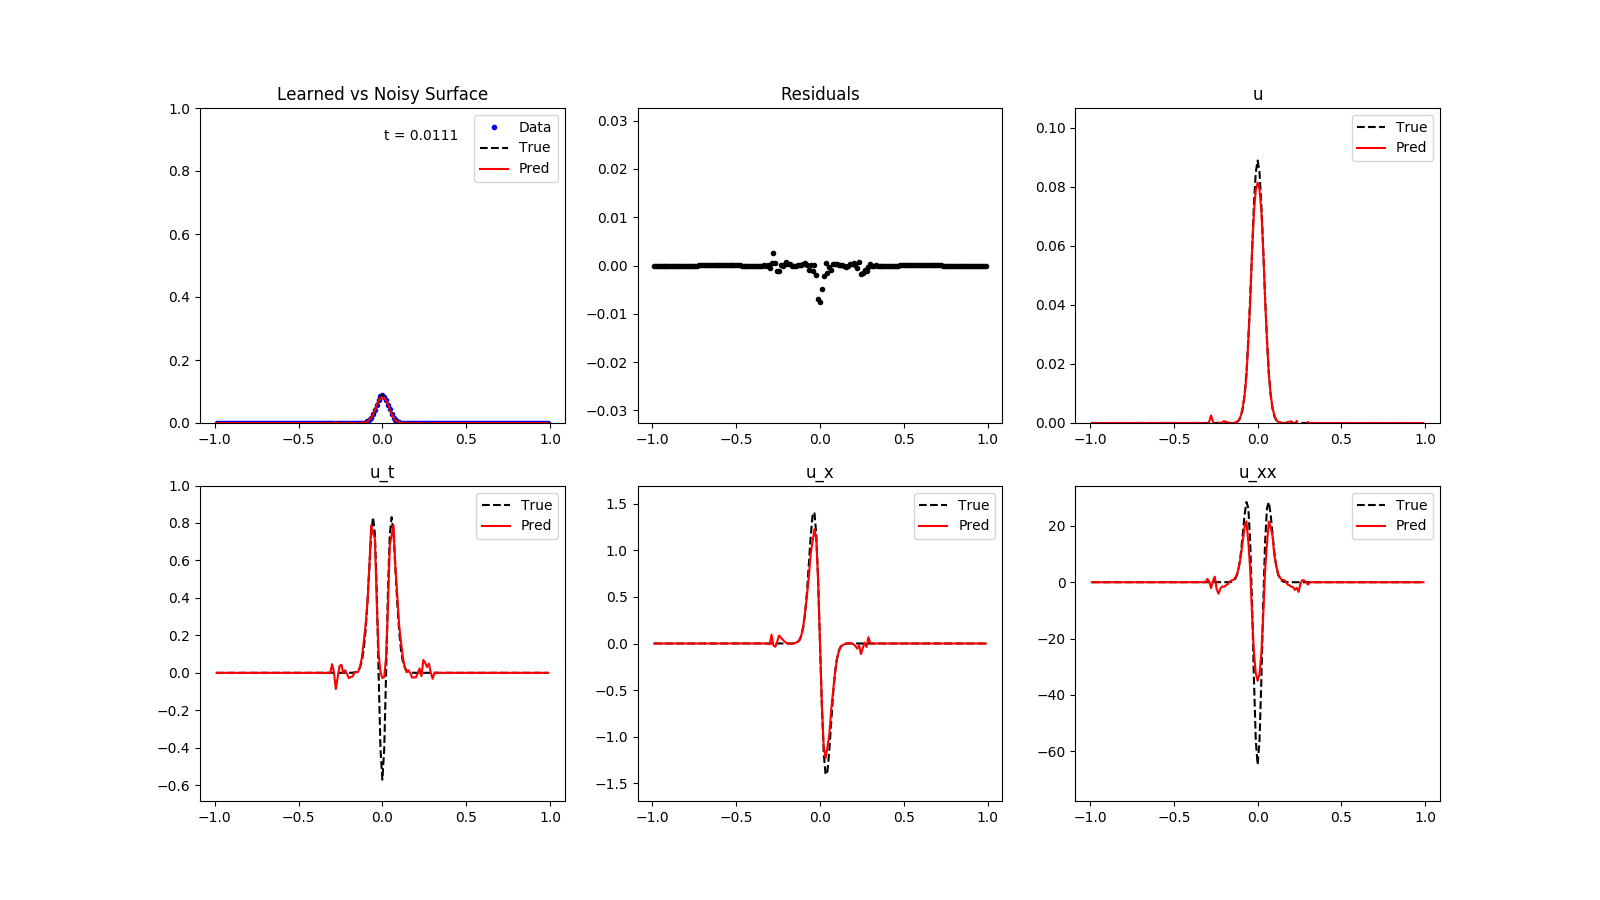 Learned vs Noisy Surface
t = 0.0111
Data
True
Pred
1.0
0.8
0.6
0.4
0.2
0.0
−1.0 −0.5 0.0 0.5 1.0
Residuals
0.03
0.02
0.01
0.00
−0.01
−0.02
−0.03
−1.0 −0.5 0.0 0.5 1.0
u
True
Pred
0.10
0.08
0.06
0.04
0.02
0.00
−1.0 −0.5 0.0 0.5 1.0
u_t
True
Pred
1.0
0.8
0.6
0.4
0.2
0.0
−0.2
−0.4
−0.6
−1.0 −0.5 0.0 0.5 1.0
u_x
True
Pred
1.5
1.0
0.5
0.0
−0.5
−1.0
−1.5
−1.0 −0.5 0.0 0.5 1.0
u_xx
True
Pred
20
0
−20
−40
−60
−1.0 −0.5 0.0 0.5 1.0